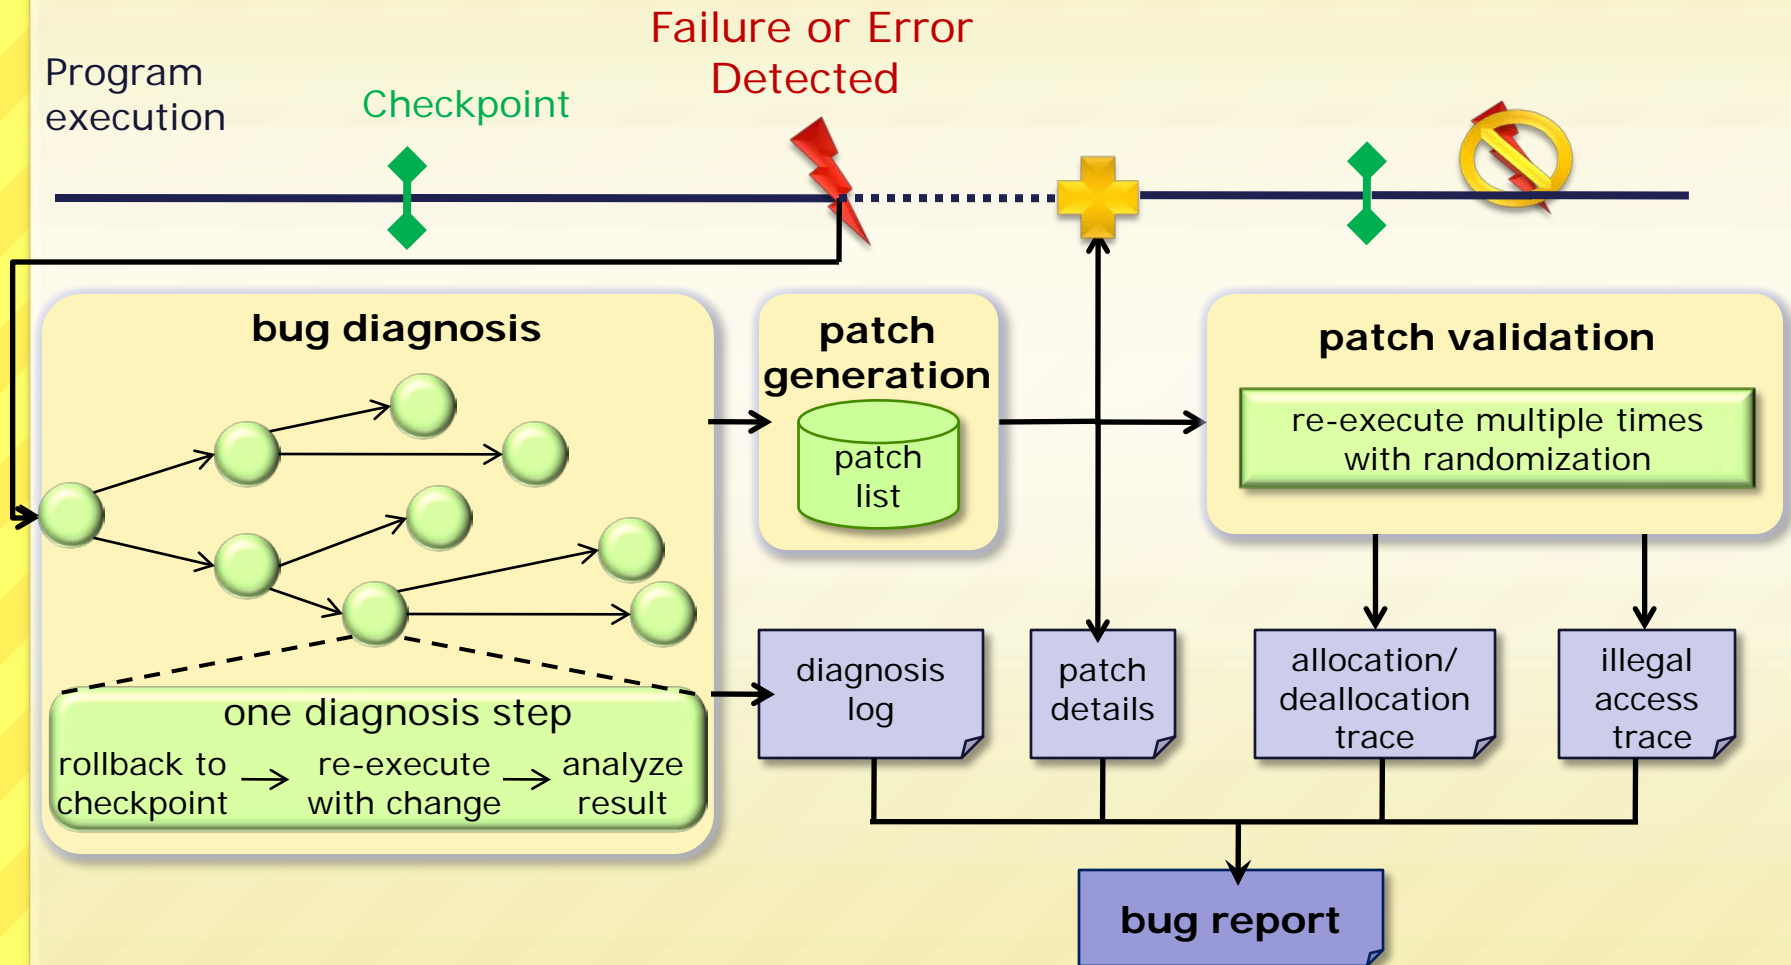 Failure or Error
Detected
Program
execution
Checkpoint
bug diagnosis
patch
generation
patch
list
patch validation
re-execute multiple times
with randomization
one diagnosis step
rollback to
checkpoint
re-execute
with change
analyze
result
diagnosis
log
patch
details
allocation/
deallocation
trace
illegal
access
trace
bug report